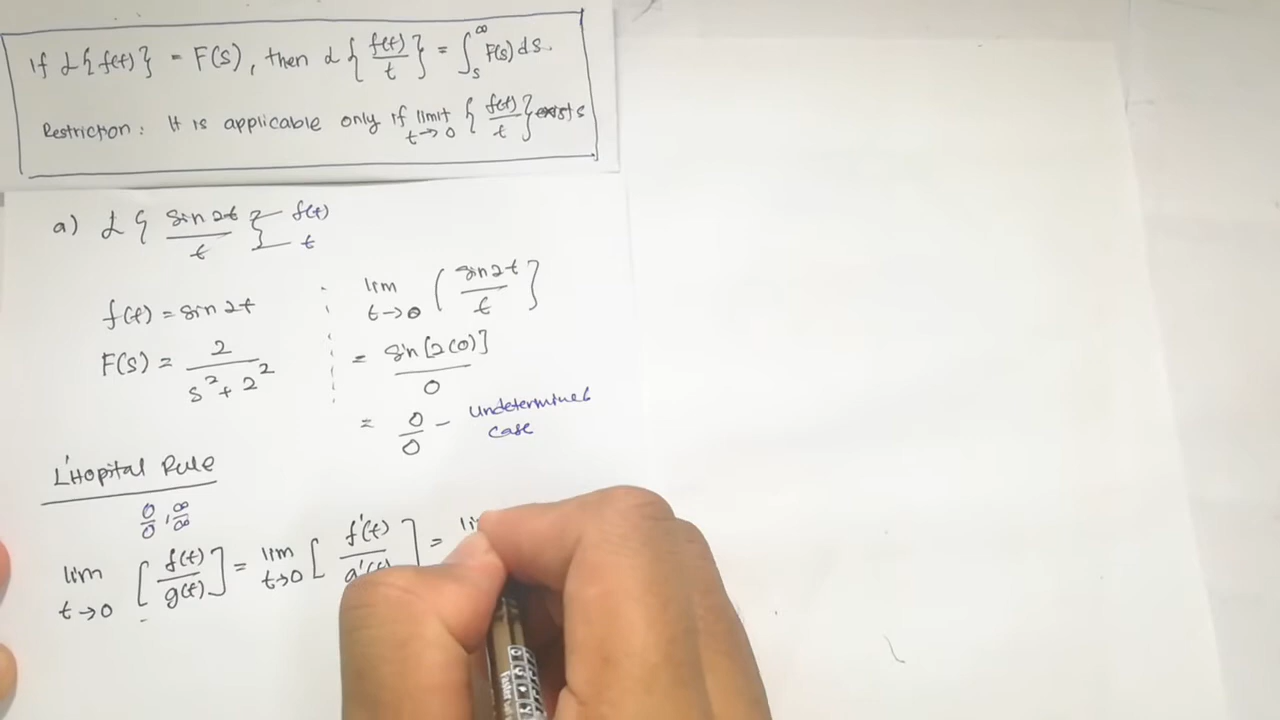 If L{f(t)} = F(s), then L{f(t)/t} = ∫_s^∞ F(s) ds.
Restriction: It is applicable only if limit t→0 {f(t)/t} exists
a) L{sin 2t/t} f(t) t
f(t) = sin 2t
F(s) = 2/(s²+2²)
lim t→0 (sin 2t/t)
= sin[2(0)]/0
= 0/0 - undetermined case
L'Hopital Rule
0/0, ∞/∞
lim t→0 [f(t)/g(t)] = lim t→0 [f'(t)/g'(t)] =
Faster